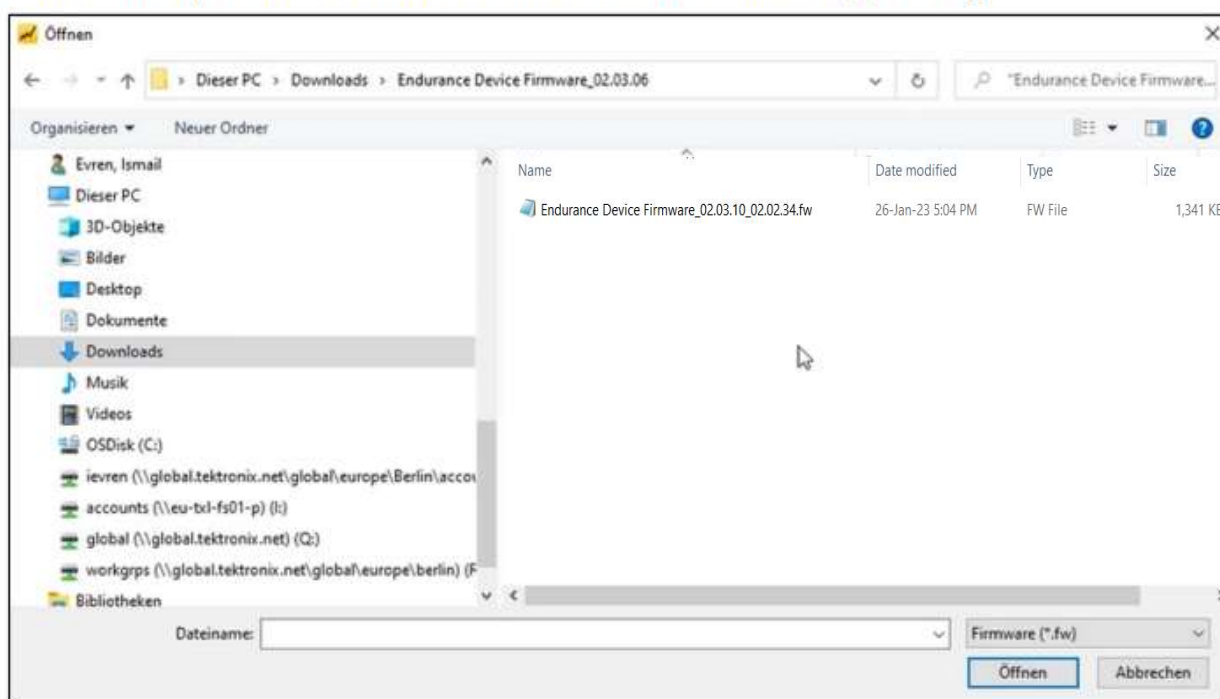 Öffnen
Dieser PC > Downloads > Endurance Device Firmware_02.03.06
"Endurance Device Firmware...
Organisieren
Neuer Ordner
Evren, Ismail
Dieser PC
3D-Objekte
Bilder
Desktop
Dokumente
Downloads
Musik
Videos
OSDisk (C:)
ievren (\\global.tektronix.net\global\europe\Berlin\accou
accounts (\\eu-txl-fs01-p) (I:)
global (\\global.tektronix.net) (Q:)
workgrps (\\global.tektronix.net\global\europe\berlin) (F
Bibliotheken
Name Date modified Type Size
Endurance Device Firmware_02.03.10_02.02.34.fw 26-Jan-23 5:04 PM FW File 1,341 KB
Dateiname:
Firmware (*.fw)
Öffnen Abbrechen